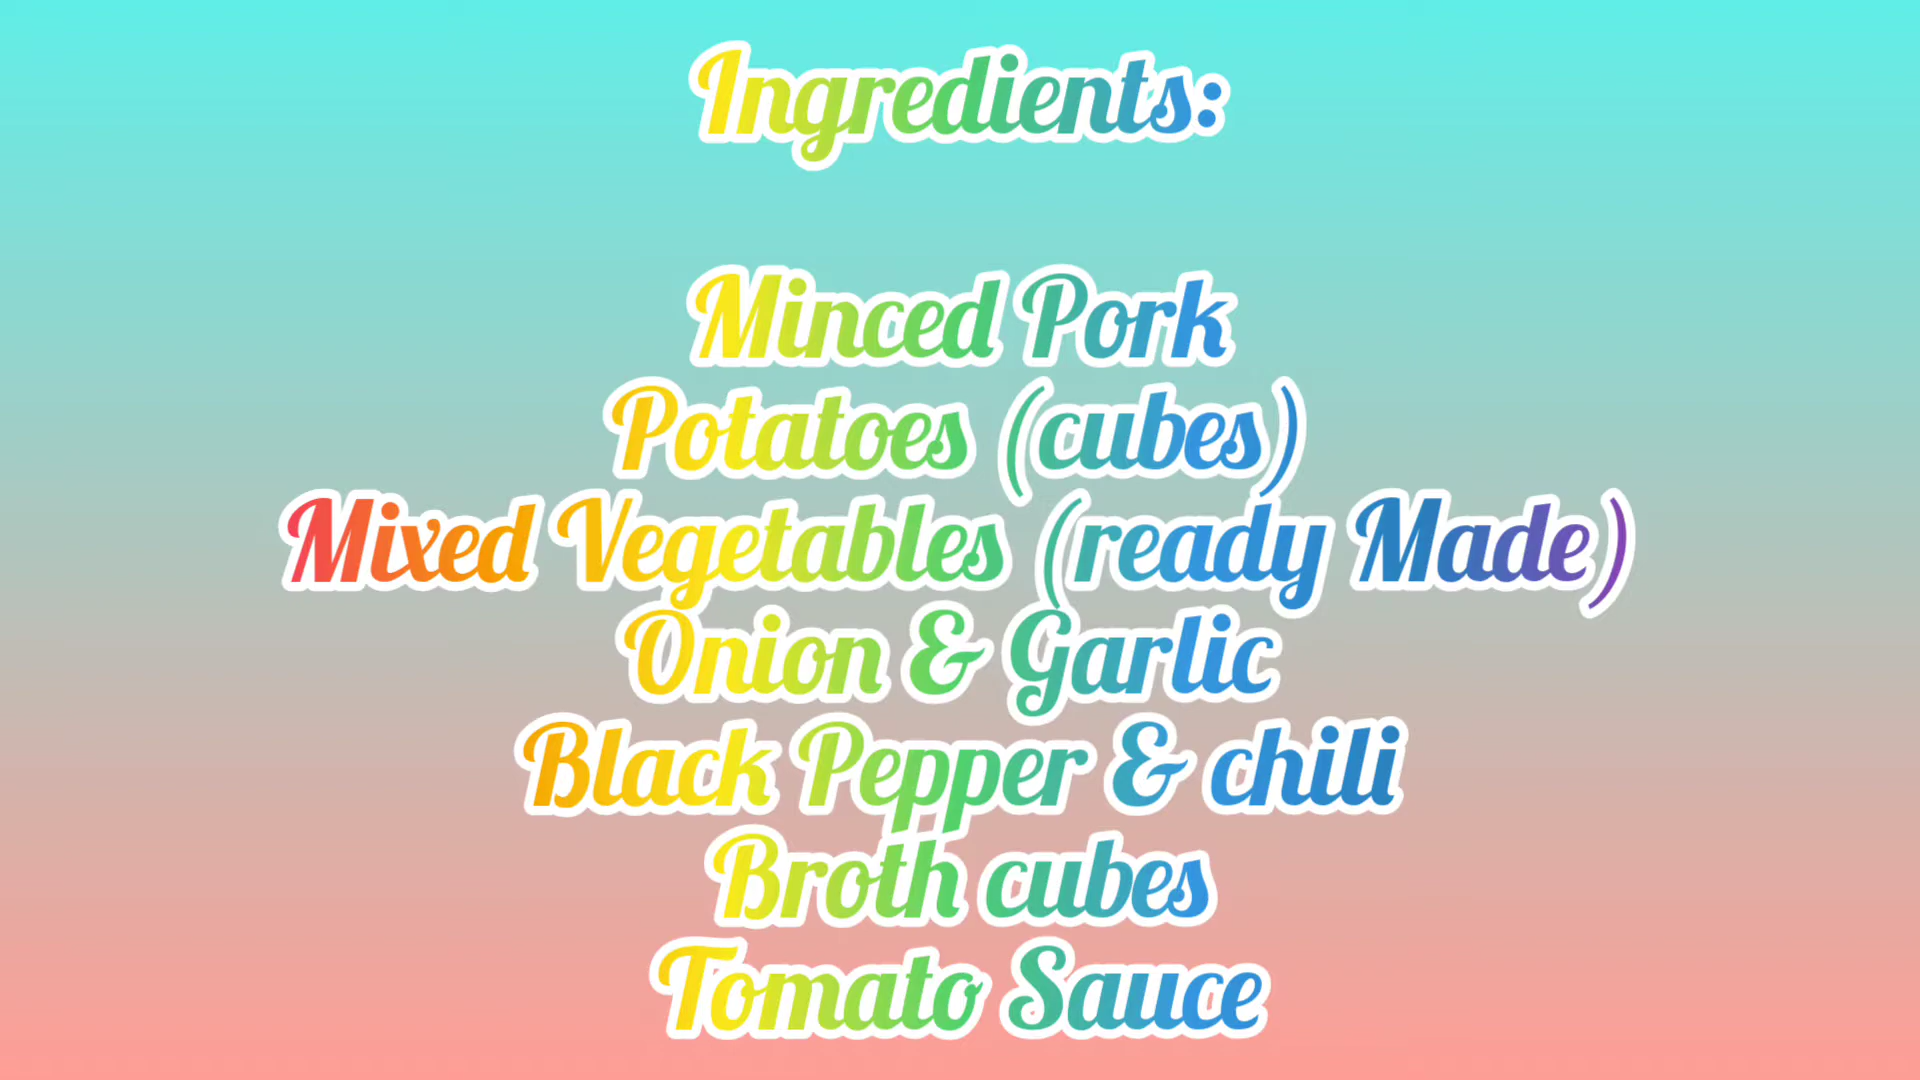 Ingredients:
Minced Pork
Potatoes (cubes)
Mixed Vegetables (ready Made)
Onion & Garlic
Black Pepper & chili
Broth cubes
Tomato Sauce